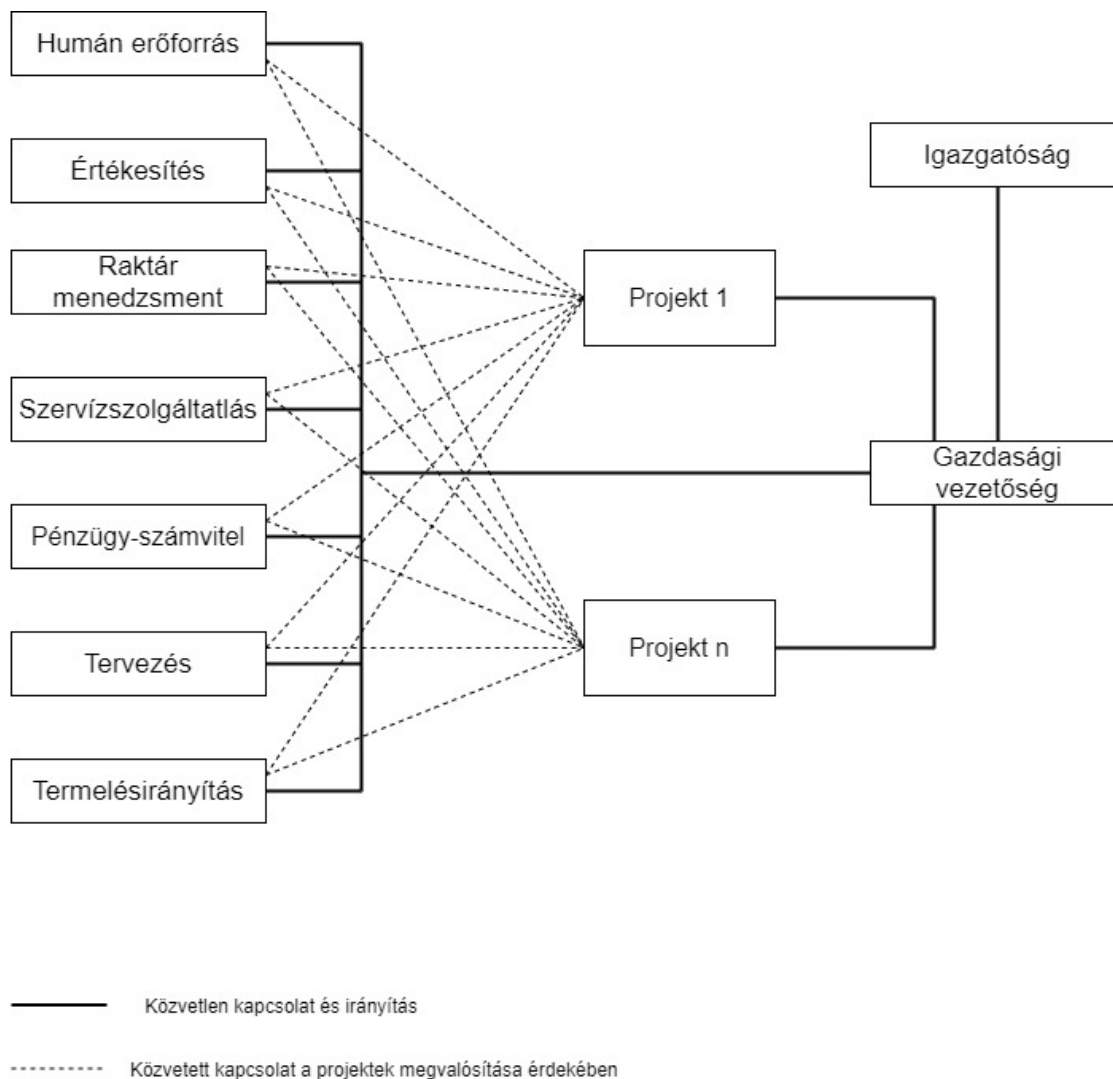 Humán erőforrás
Értékesítés
Raktár
menedzsment
Szervízszolgáltatlás
Pénzügy-számvitel
Tervezés
Termelésirányítás
Projekt 1
Projekt n
Igazgatóság
Gazdasági
vezetőség
Közvetlen kapcsolat és irányítás
Közvetett kapcsolat a projektek megvalósítása érdekében